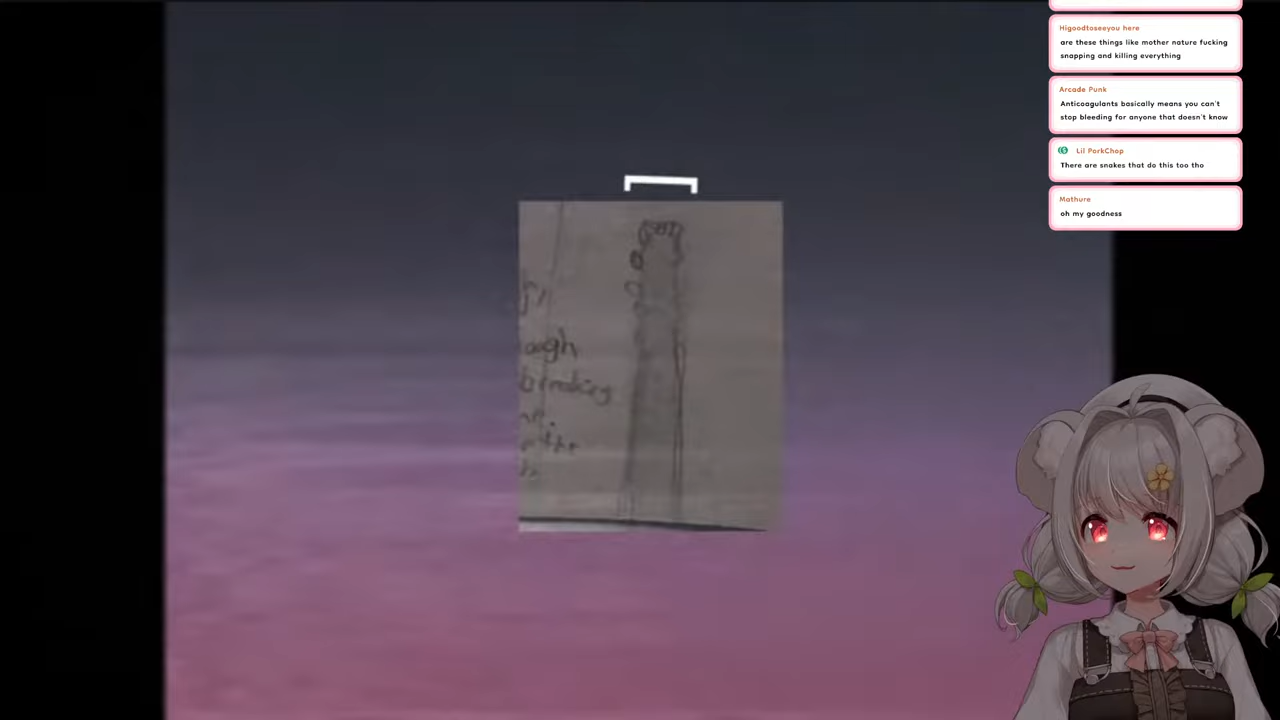 ough
breaking
Higoodtoseeyou here
are these things like mother nature fucking
snapping and killing everything
Arcade Punk
Anticoagulants basically means you can't
stop bleeding for anyone that doesn't know
Lil PorkChop
There are snakes that do this too tho
Mathure
oh my goodness